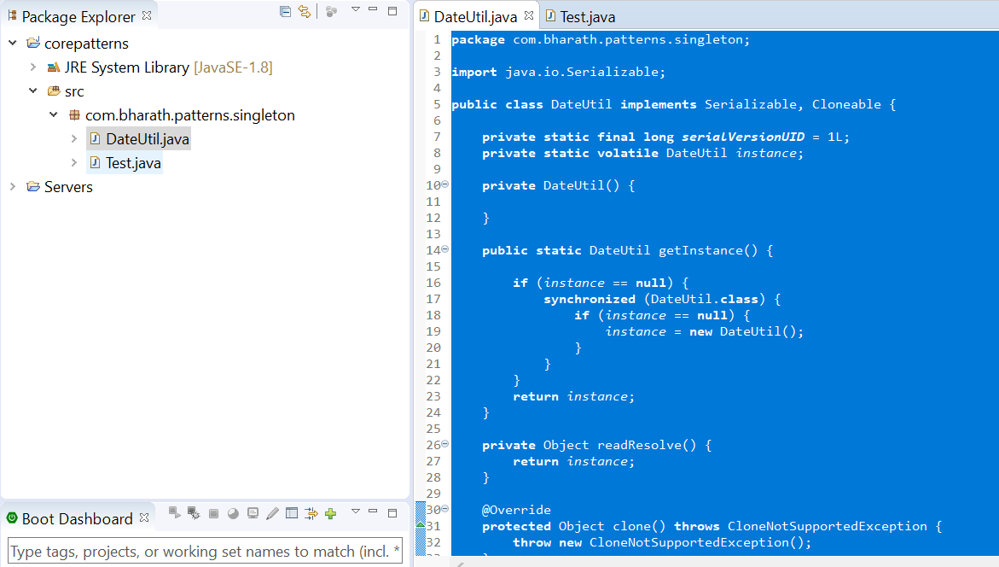 Package Explorer
corepatterns
JRE System Library [JavaSE-1.8]
src
com.bharath.patterns.singleton
DateUtil.java
Test.java
Servers
Boot Dashboard
Type tags, projects, or working set names to match (incl. *
DateUtil.java
Test.java
1 package com.bharath.patterns.singleton;
2
3 import java.io.Serializable;
4
5 public class DateUtil implements Serializable, Cloneable {
6
7 private static final long serialVersionUID = 1L;
8 private static volatile DateUtil instance;
9
10 private DateUtil() {
11
12 }
13
14 public static DateUtil getInstance() {
15
16 if (instance == null) {
17 synchronized (DateUtil.class) {
18 if (instance == null) {
19 instance = new DateUtil();
20 }
21 }
22 }
23 return instance;
24 }
25
26 private Object readResolve() {
27 return instance;
28 }
29
30 @Override
31 protected Object clone() throws CloneNotSupportedException {
32 throw new CloneNotSupportedException();